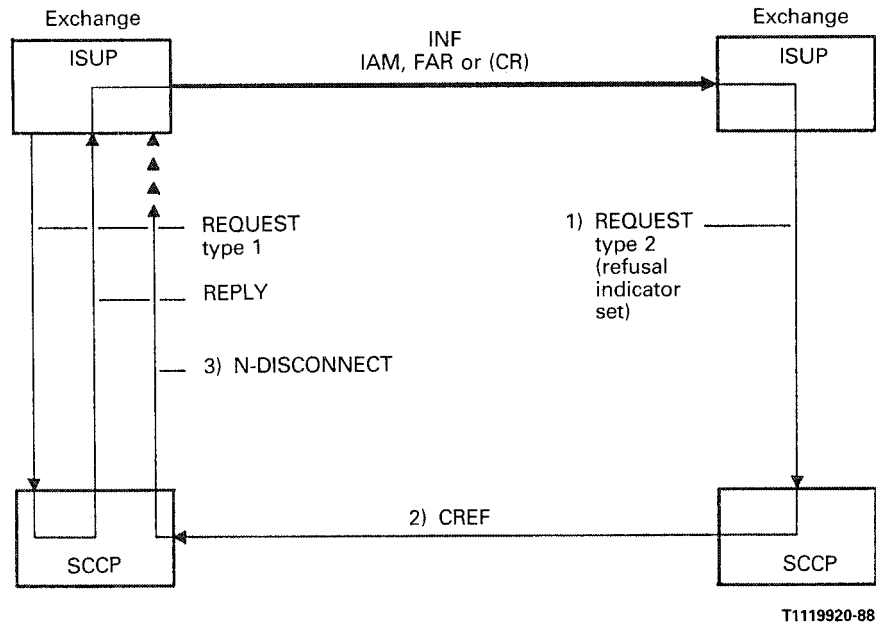 Exchange
Exchange
ISUP
INF
IAM, FAR or (CR)
ISUP
REQUEST
type 1
1) REQUEST
type 2
(refusal
indicator
set)
REPLY
3) N-DISCONNECT
2) CREF
SCCP
SCCP
T1119920-88